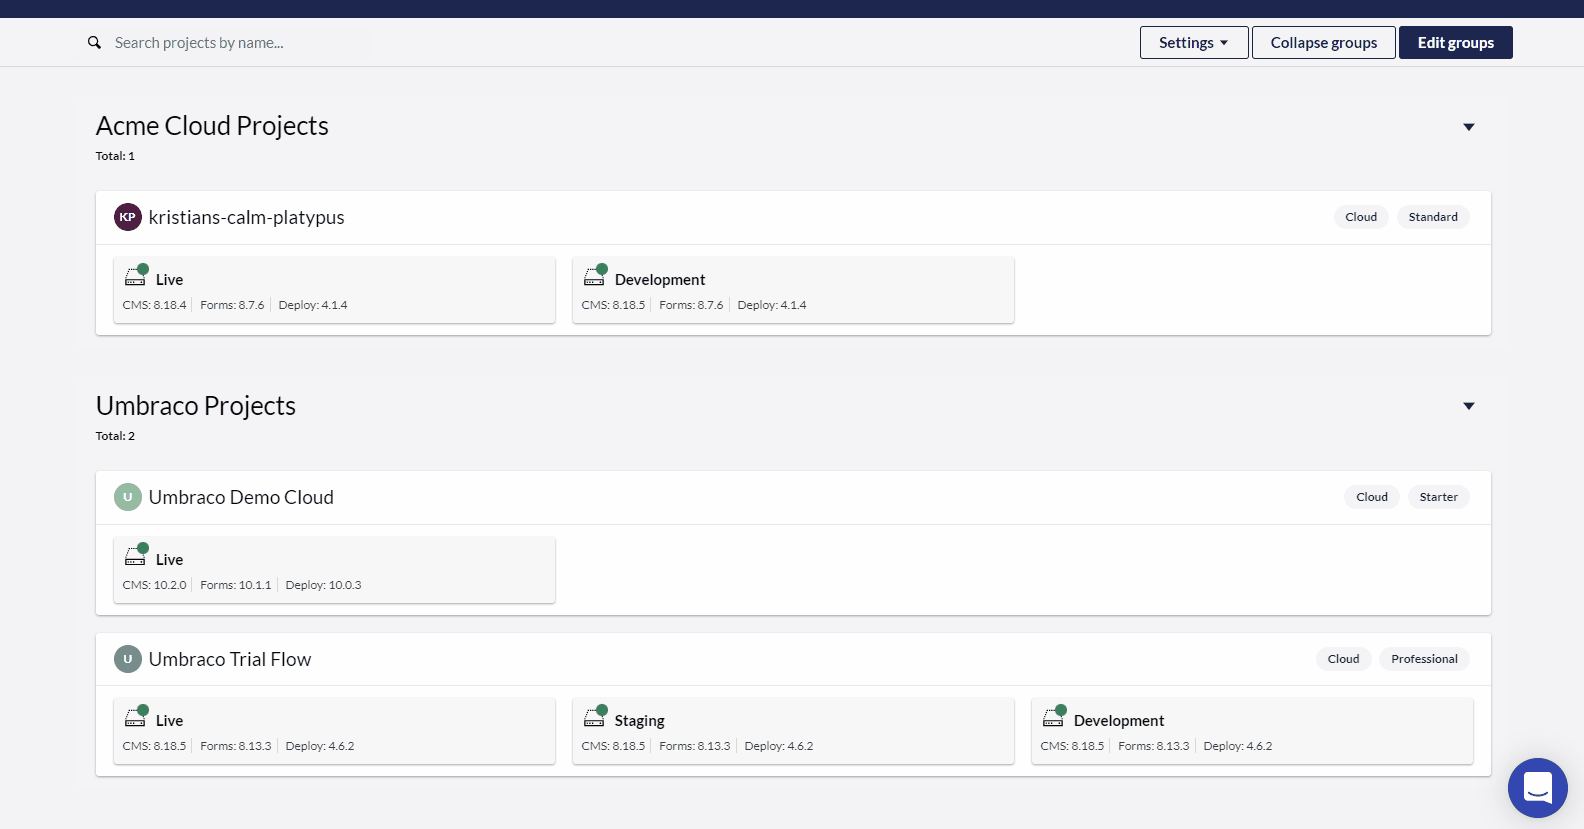 Search projects by name...
Settings
Collapse groups
Edit groups
Acme Cloud Projects
Total: 1
KP kristians-calm-platypus
Cloud
Standard
Live
CMS: 8.18.4 Forms: 8.7.6 Deploy: 4.1.4
Development
CMS: 8.18.5 Forms: 8.7.6 Deploy: 4.1.4
Umbraco Projects
Total: 2
U Umbraco Demo Cloud
Cloud
Starter
Live
CMS: 10.2.0 Forms: 10.1.1 Deploy: 10.0.3
U Umbraco Trial Flow
Cloud
Professional
Live
CMS: 8.18.5 Forms: 8.13.3 Deploy: 4.6.2
Staging
CMS: 8.18.5 Forms: 8.13.3 Deploy: 4.6.2
Development
CMS: 8.18.5 Forms: 8.13.3 Deploy: 4.6.2